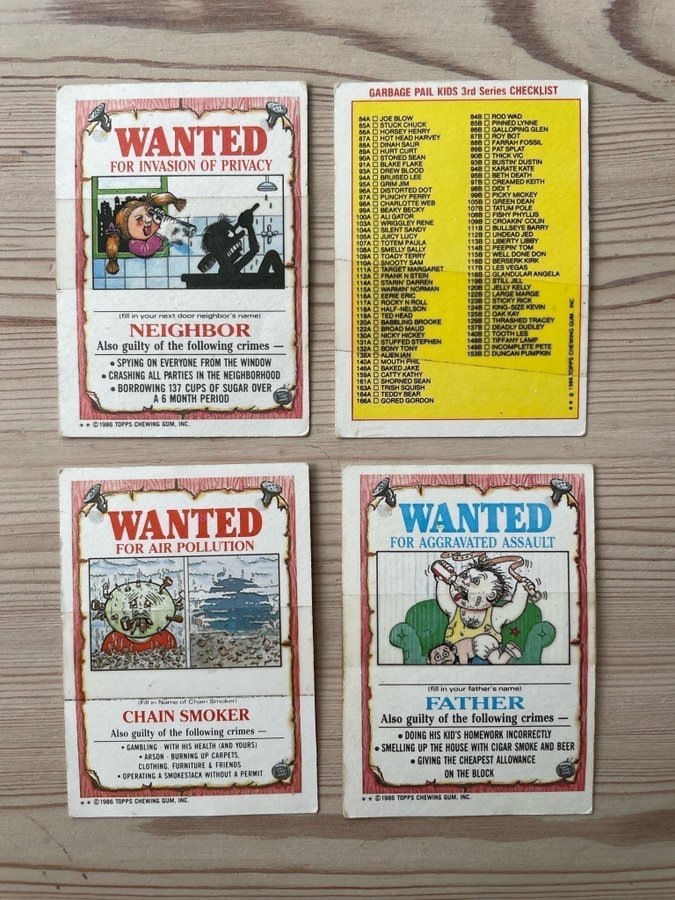 WANTED
FOR INVASION OF PRIVACY
(fill in your next door neighbor's name)
NEIGHBOR
Also guilty of the following crimes —
• SPYING ON EVERYONE FROM THE WINDOW
• CRASHING ALL PARTIES IN THE NEIGHBORHOOD
• BORROWING 137 CUPS OF SUGAR OVER
A 6 MONTH PERIOD
** ©1986 TOPPS CHEWING GUM, INC.
GARBAGE PAIL KIDS 3rd Series CHECKLIST
84A □ JOE BLOW
85A □ STUCK CHUCK
86A □ HORSEY HENRY
87A □ HOT HEAD HARVEY
88A □ DINAH SAUR
89A □ HURT CURT
90A □ STONED SEAN
91A □ BLAKE FLAKE
93A □ DREW BLOOD
94A □ BRUISED LEE
95A □ GRIM JIM
96A □ DISTORTED DOT
97A □ PUNCHY PERRY
98A □ CHARLOTTE WEB
99A □ BEAKY BECKY
100A □ ALI GATOR
103A □ WRIGGLEY RENE
104A □ SILENT SANDY
105A □ JUICY LUCY
107A □ TOTEM PAULA
108A □ SMELLY SALLY
109A □ TOADY TERRY
110A □ SNOOTY SAM
111A □ TARGET MARGARET
112A □ FRANK N STEIN
114A □ STARIN' DARREN
115A □ WARMIN' NORMAN
116A □ EERIE ERIC
117A □ ROCKY N ROLL
118A □ HALF-NELSON
119A □ TED HEAD
120A □ BABBLING BROOKE
122A □ BROAD MAUD
130A □ NICKY HICKEY
131A □ STUFFED STEPHEN
132A □ BONY TONY
138A □ ALIEN IAN
140A □ MOUTH PHIL
146A □ BAKED JAKE
159A □ CATTY KATHY
161A □ SHORNED SEAN
163A □ TRISH SQUISH
164A □ TEDDY BEAR
166A □ GORED GORDON
84B □ ROD WAD
85B □ PINNED LYNNE
86B □ GALLOPING GLEN
87B □ ROY BOT
88B □ FARRAH FOSSIL
89B □ PAT SPLAT
90B □ THICK VIC
93B □ BUSTIN' DUSTIN
94B □ KARATE KATE
95B □ BETH DEATH
97B □ CREAMED KEITH
98B □ DIDI T
99B □ PICKY MICKEY
105B □ GREEN DEAN
107B □ TATUM POLE
108B □ FISHY PHYLLIS
109B □ CROAKIN' COLIN
111B □ BULLSEYE BARRY
112B □ UNDEAD JED
113B □ LIBERTY LIBBY
114B □ PEEPIN' TOM
115B □ WELL DONE DON
116B □ BERSERK KIRK
117B □ LES VEGAS
118B □ GLANDULAR ANGELA
119B □ STILL JILL
120B □ JELLY KELLY
122B □ LARGE MARGE
123B □ STICKY RICK
124B □ KING-SIZE KEVIN
125B □ OAK KAY
129B □ THRASHED TRACEY
137B □ DEADLY DUDLEY
140B □ TOOTH LES
148B □ TIFFANY LAMP
149B □ INCOMPLETE PETE
153B □ DUNCAN PUMPKIN
** © 1986 TOPPS CHEWING GUM, INC
WANTED
FOR AIR POLLUTION
(Fill in Name of Chain Smoker)
CHAIN SMOKER
Also guilty of the following crimes —
• GAMBLING - WITH HIS HEALTH (AND YOURS)
• ARSON - BURNING UP CARPETS,
CLOTHING, FURNITURE & FRIENDS
• OPERATING A SMOKESTACK WITHOUT A PERMIT
** ©1986 TOPPS CHEWING GUM, INC.
WANTED
FOR AGGRAVATED ASSAULT
(fill in your father's name)
FATHER
Also guilty of the following crimes —
• DOING HIS KID'S HOMEWORK INCORRECTLY
• SMELLING UP THE HOUSE WITH CIGAR SMOKE AND BEER
• GIVING THE CHEAPEST ALLOWANCE
ON THE BLOCK
** ©1986 TOPPS CHEWING GUM, INC.